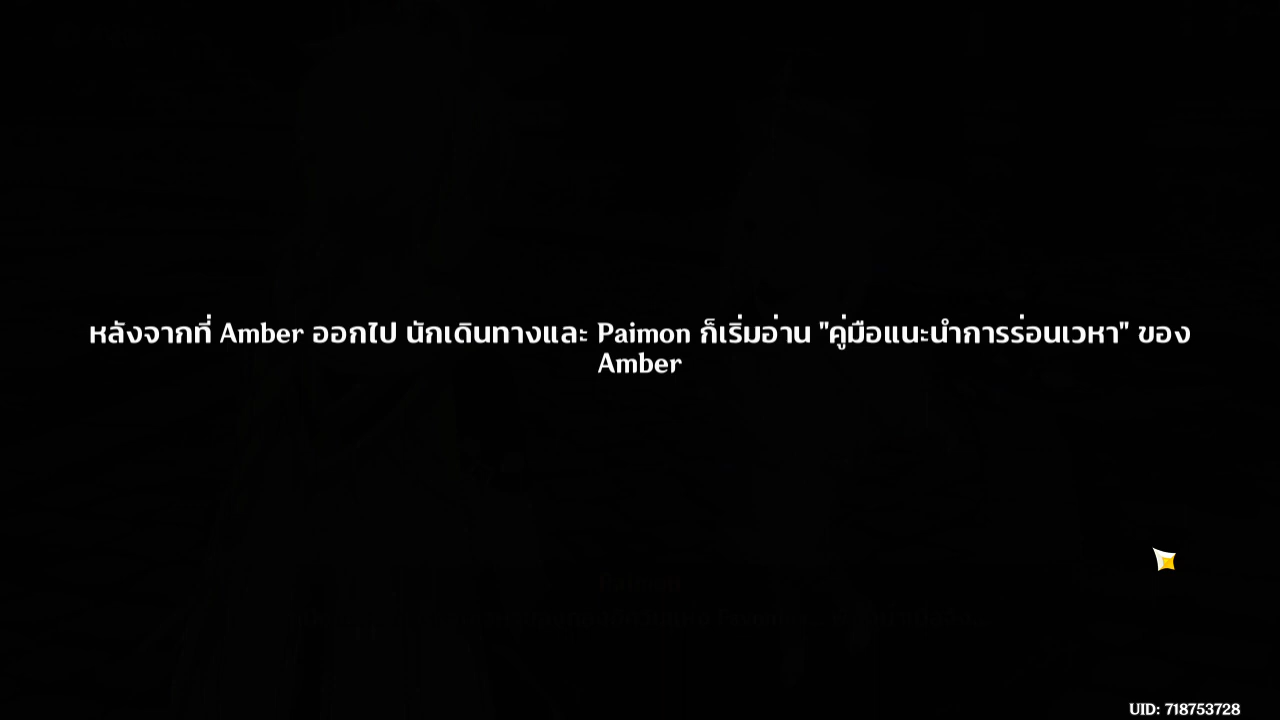 หลังจากที่ Amber ออกไป นักเดินทางและ Paimon ก็เริ่มอ่าน "คู่มือแนะนำการร่อนเวหา" ของ
Amber
Paimon
UID: 718753728